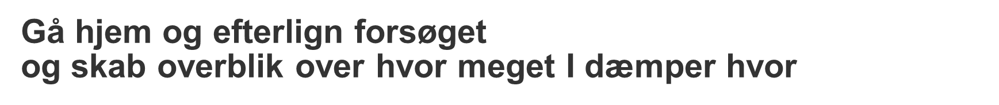 Gå hjem og efterlign forsøget
og skab overblik over hvor meget I dæmper hvor